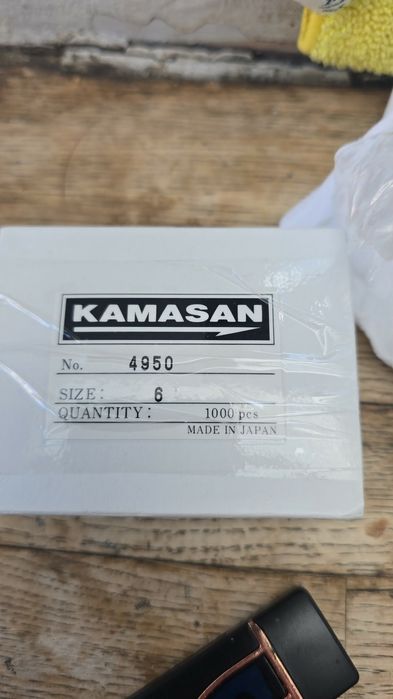 KAMASAN
No. 4950
SIZE: 6
QUANTITY: 1000 pcs
MADE IN JAPAN